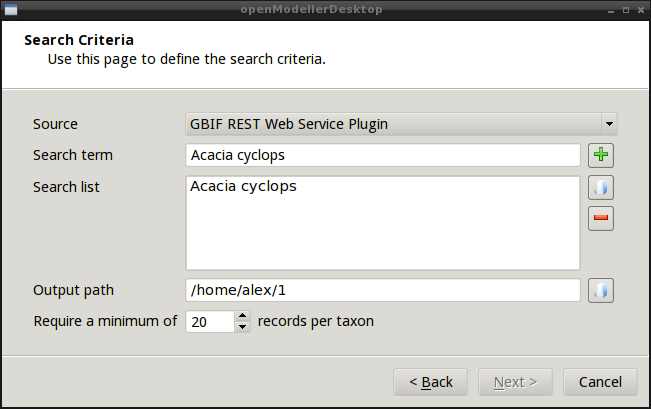 openModellerDesktop
Search Criteria
Use this page to define the search criteria.
Source GBIF REST Web Service Plugin
Search term Acacia cyclops
Search list Acacia cyclops
Output path /home/alex/1
Require a minimum of 20 records per taxon
< Back Next > Cancel